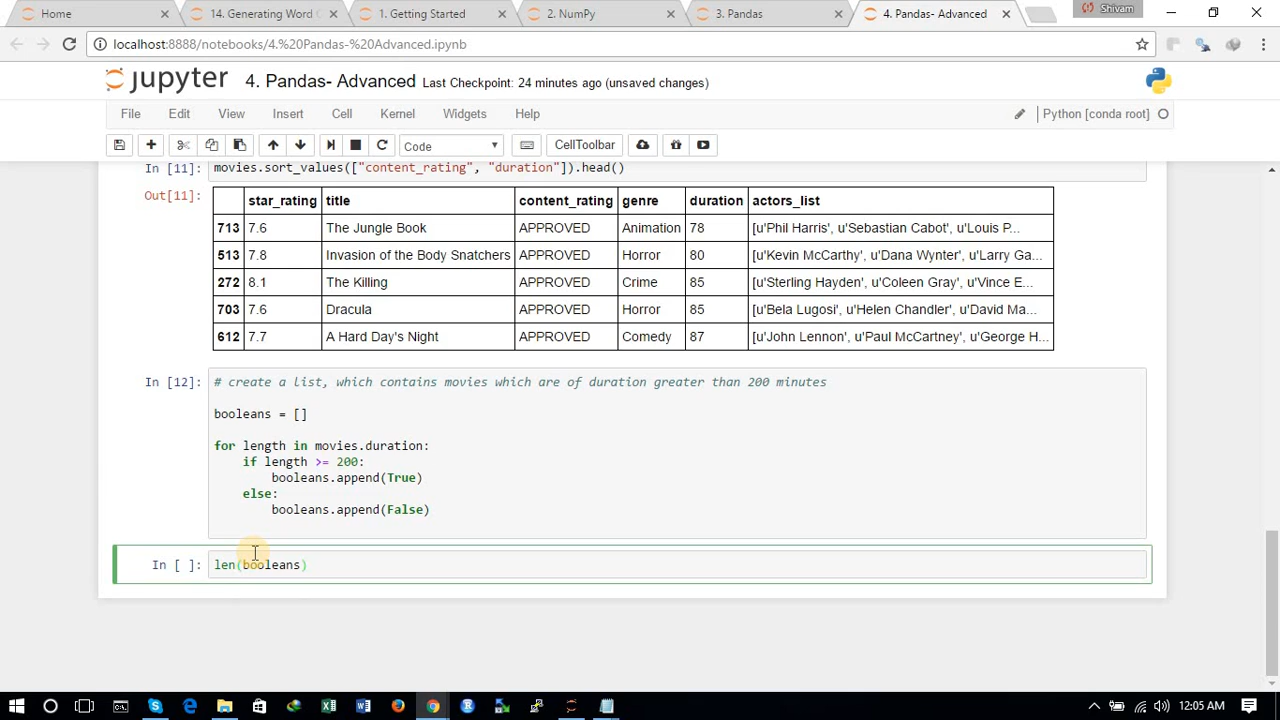 Home
14. Generating Word C
1. Getting Started
2. NumPy
3. Pandas
4. Pandas- Advanced
Shivam
localhost:8888/notebooks/4.%20Pandas-%20Advanced.ipynb
jupyter 4. Pandas- Advanced Last Checkpoint: 24 minutes ago (unsaved changes)
File Edit View Insert Cell Kernel Widgets Help Python [conda root]
Code CellToolbar
In [11]: movies.sort_values(["content_rating", "duration"]).head()
Out[11]: star_rating title content_rating genre duration actors_list
713 7.6 The Jungle Book APPROVED Animation 78 [u'Phil Harris', u'Sebastian Cabot', u'Louis P...
513 7.8 Invasion of the Body Snatchers APPROVED Horror 80 [u'Kevin McCarthy', u'Dana Wynter', u'Larry Ga...
272 8.1 The Killing APPROVED Crime 85 [u'Sterling Hayden', u'Coleen Gray', u'Vince E...
703 7.6 Dracula APPROVED Horror 85 [u'Bela Lugosi', u'Helen Chandler', u'David Ma...
612 7.7 A Hard Day's Night APPROVED Comedy 87 [u'John Lennon', u'Paul McCartney', u'George H...
In [12]: # create a list, which contains movies which are of duration greater than 200 minutes
booleans = []
for length in movies.duration:
if length >= 200:
booleans.append(True)
else:
booleans.append(False)
In [ ]: len(booleans)
12:05 AM